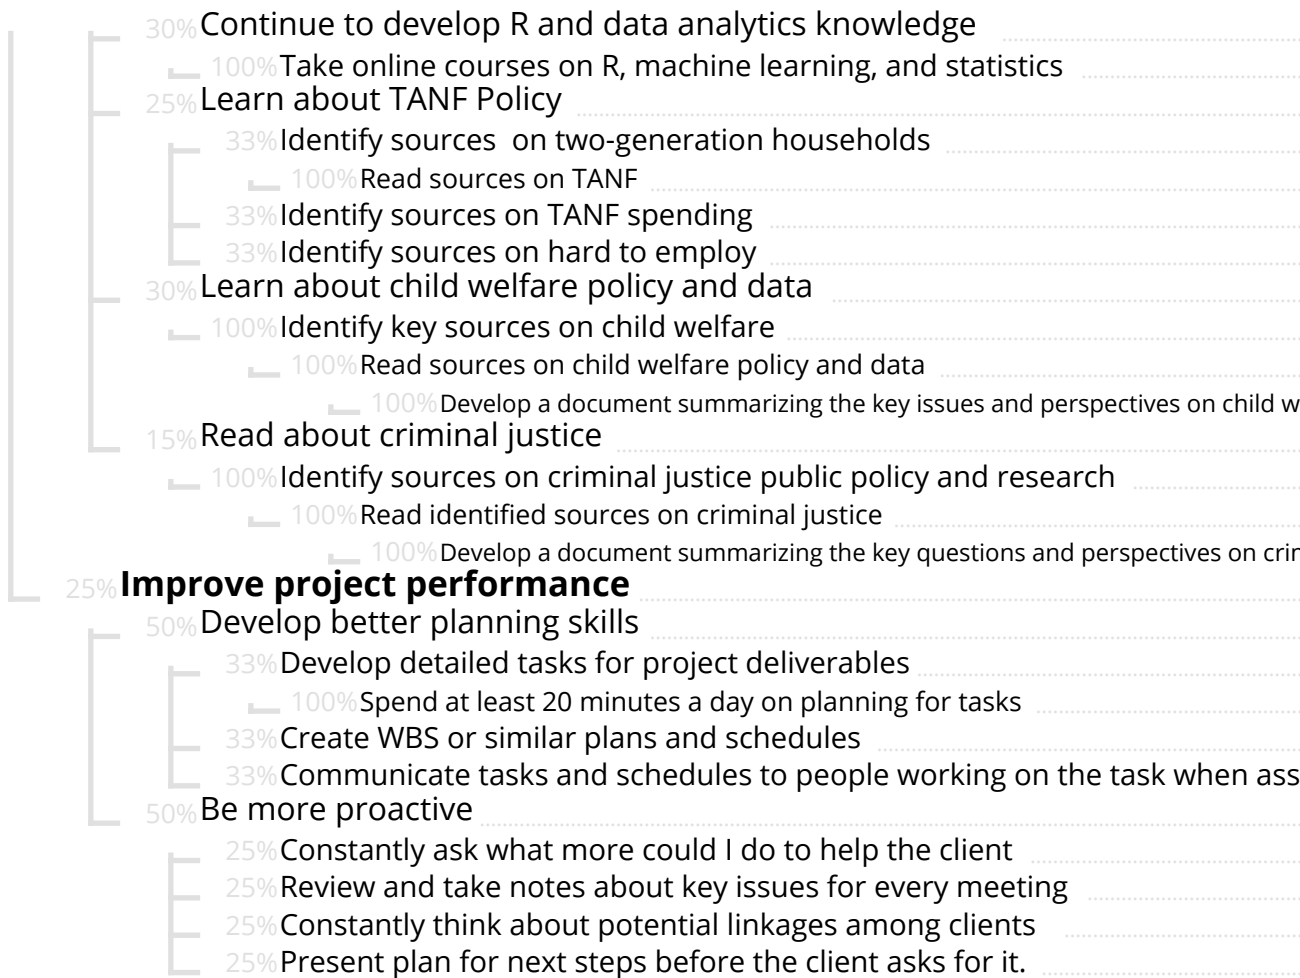 30% Continue to develop R and data analytics knowledge
100% Take online courses on R, machine learning, and statistics
25% Learn about TANF Policy
33% Identify sources on two-generation households
100% Read sources on TANF
33% Identify sources on TANF spending
33% Identify sources on hard to employ
30% Learn about child welfare policy and data
100% Identify key sources on child welfare
100% Read sources on child welfare policy and data
100% Develop a document summarizing the key issues and perspectives on child w
15% Read about criminal justice
100% Identify sources on criminal justice public policy and research
100% Read identified sources on criminal justice
100% Develop a document summarizing the key questions and perspectives on crim
25% Improve project performance
50% Develop better planning skills
33% Develop detailed tasks for project deliverables
100% Spend at least 20 minutes a day on planning for tasks
33% Create WBS or similar plans and schedules
33% Communicate tasks and schedules to people working on the task when ass
50% Be more proactive
25% Constantly ask what more could I do to help the client
25% Review and take notes about key issues for every meeting
25% Constantly think about potential linkages among clients
25% Present plan for next steps before the client asks for it.